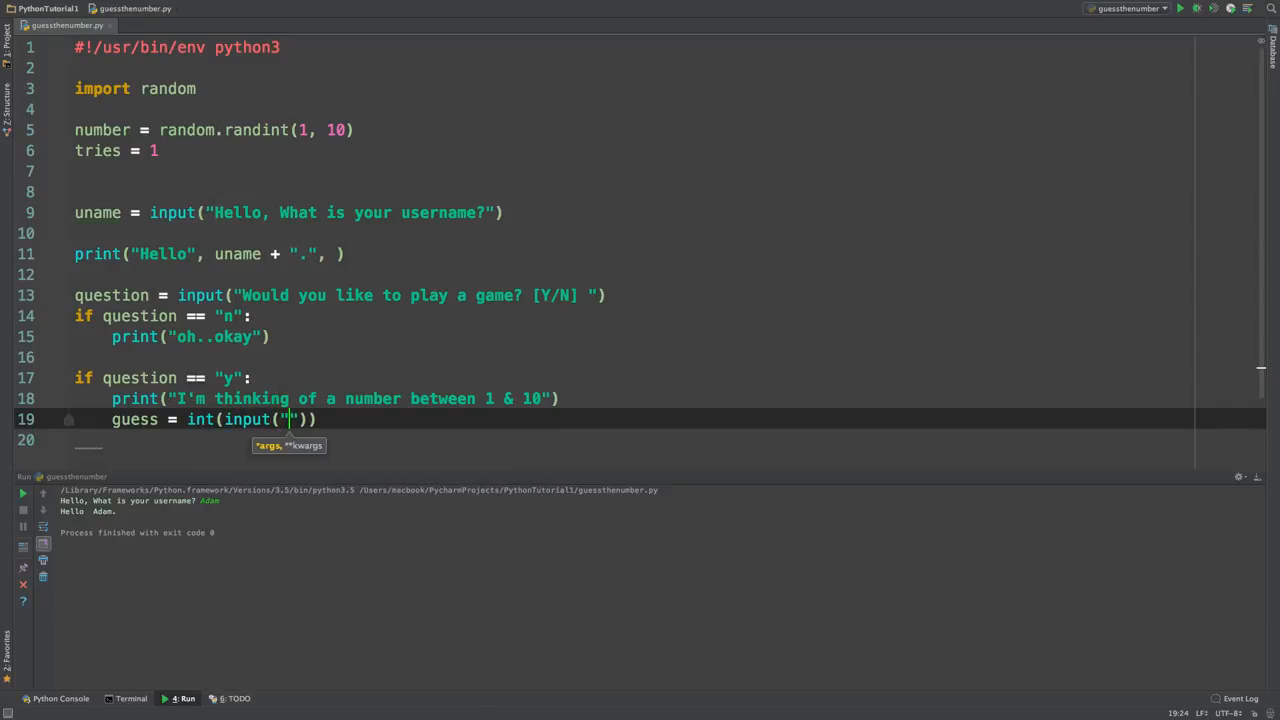 PythonTutorial1 guessthenumber.py guessthenumber
guessthenumber.py
1: Project
Z: Structure
Database
1 #!/usr/bin/env python3
2
3 import random
4
5 number = random.randint(1, 10)
6 tries = 1
7
8
9 uname = input("Hello, What is your username?")
10
11 print("Hello", uname + ".", )
12
13 question = input("Would you like to play a game? [Y/N] ")
14 if question == "n":
15 print("oh..okay")
16
17 if question == "y":
18 print("I'm thinking of a number between 1 & 10")
19 guess = int(input(""))
20
*args, **kwargs
Run guessthenumber
/Library/Frameworks/Python.framework/Versions/3.5/bin/python3.5 /Users/macbook/PycharmProjects/PythonTutorial1/guessthenumber.py
Hello, What is your username? Adam
Hello  Adam.
Process finished with exit code 0
2: Favorites
Python Console Terminal 4: Run 6: TODO Event Log
19:24 LF÷ UTF-8÷